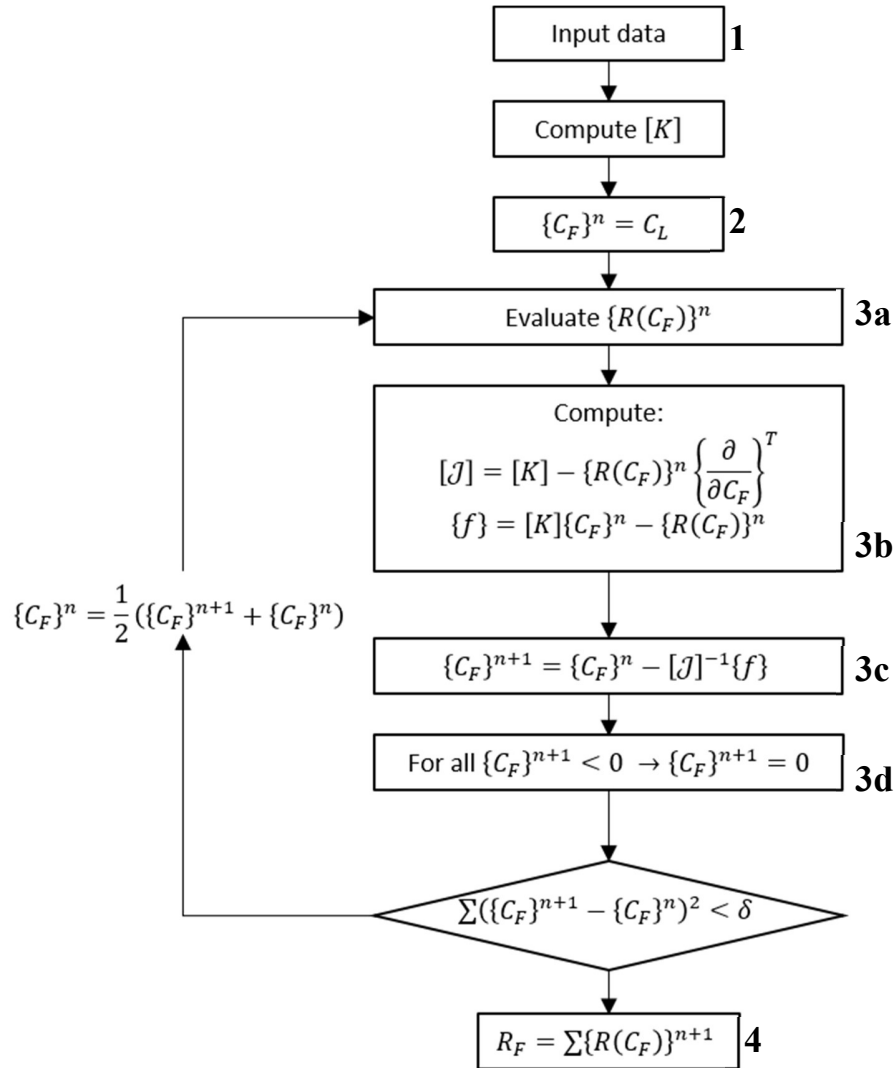 Input data 1
Compute [K]
{C_F}^n = C_L 2
Evaluate {R(C_F)}^n 3a
Compute:
[𝒥] = [K] − {R(C_F)}^n {∂/∂C_F}^T
{f} = [K]{C_F}^n − {R(C_F)}^n
3b
{C_F}^n = 1/2 ({C_F}^{n+1} + {C_F}^n)
{C_F}^{n+1} = {C_F}^n − [𝒥]^{−1}{f} 3c
For all {C_F}^{n+1} < 0 → {C_F}^{n+1} = 0 3d
∑({C_F}^{n+1} − {C_F}^n)^2 < δ
R_F = ∑{R(C_F)}^{n+1} 4